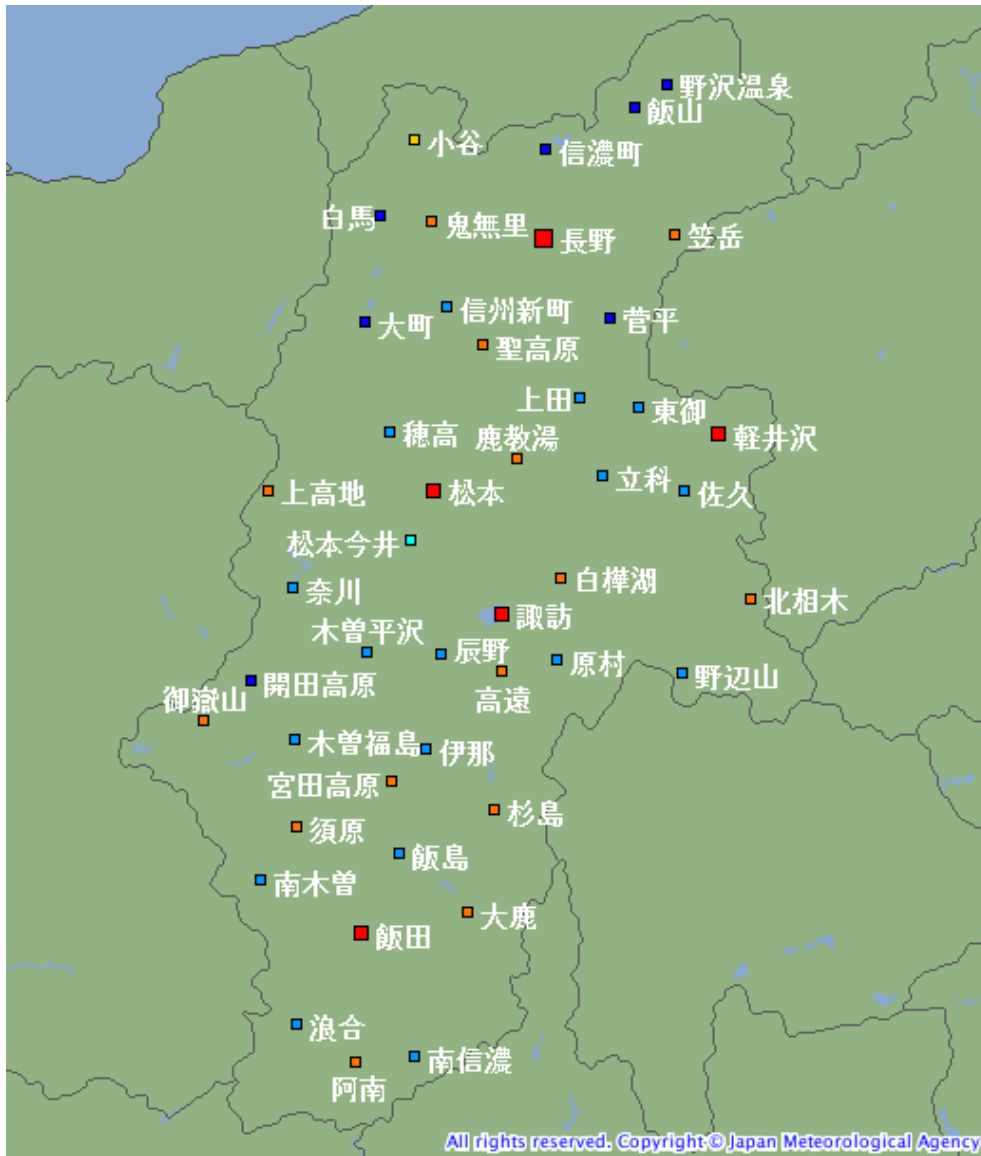 野沢温泉
飯山
小谷
信濃町
白馬
鬼無里
長野
笠岳
信州新町
大町
菅平
聖高原
上田
東御
穂高
鹿教湯
軽井沢
立科
上高地
松本
佐久
松本今井
白樺湖
奈川
北相木
諏訪
木曽平沢
辰野
原村
野辺山
開田高原
高遠
御嶽山
木曽福島
伊那
宮田高原
杉島
須原
飯島
南木曽
大鹿
飯田
浪合
南信濃
阿南
All rights reserved. Copyright © Japan Meteorological Agency